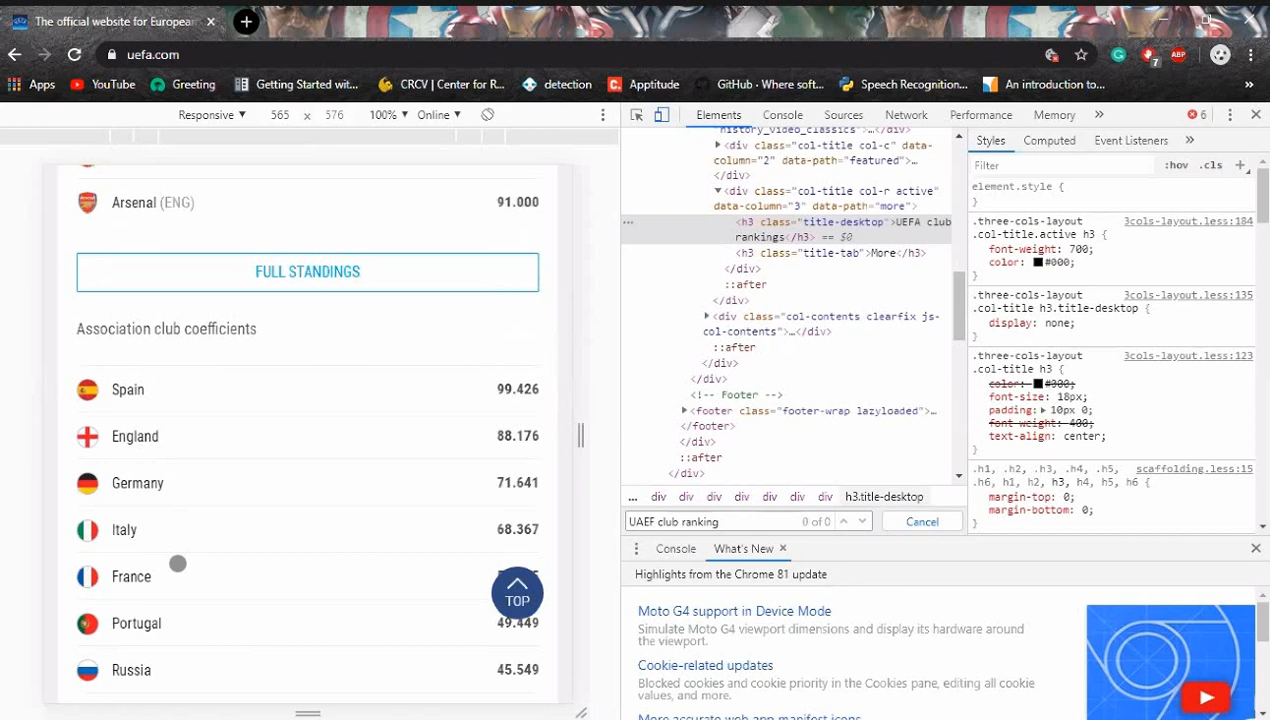 The official website for European
uefa.com
7
Apps
YouTube
Greeting
Getting Started wit...
CRCV | Center for R...
detection
Apptitude
GitHub - Where soft...
Speech Recognition...
An introduction to...
»
Responsive
565 x 576
100%
Online
Elements
Console
Sources
Network
Performance
Memory
»
6
Arsenal (ENG) 91.000
FULL STANDINGS
Association club coefficients
Spain 99.426
England 88.176
Germany 71.641
Italy 68.367
France
TOP
Portugal 49.449
Russia 45.549
history_video_classics">…</div>
<div class="col-title col-c" data-
column="2" data-path="featured">…
</div>
<div class="col-title col-r active"
data-column="3" data-path="more">
<h3 class="title-desktop">UEFA club
rankings</h3> == $0
<h3 class="title-tab">More</h3>
</div>
::after
</div>
<div class="col-contents clearfix js-
col-contents">…</div>
::after
</div>
</div>
<!-- Footer -->
<footer class="footer-wrap lazyloaded">…
</footer>
</div>
::after
</div>
... div div div div div div div h3.title-desktop
UAEF club ranking 0 of 0 Cancel
Styles
Computed
Event Listeners
»
Filter :hov .cls +
element.style {
}
.three-cols-layout 3cols-layout.less:184
.col-title.active h3 {
font-weight: 700;
color: #000;
}
.three-cols-layout 3cols-layout.less:135
.col-title h3.title-desktop {
display: none;
}
.three-cols-layout 3cols-layout.less:123
.col-title h3 {
color: #000;
font-size: 18px;
padding: 10px 0;
font-weight: 400;
text-align: center;
}
.h1, .h2, .h3, .h4, .h5, scaffolding.less:15
.h6, h1, h2, h3, h4, h5, h6 {
margin-top: 0;
margin-bottom: 0;
}
Console
What's New ×
Highlights from the Chrome 81 update
Moto G4 support in Device Mode
Simulate Moto G4 viewport dimensions and display its hardware around
the viewport.
Cookie-related updates
Blocked cookies and cookie priority in the Cookies pane, editing all cookie
values, and more.
More accurate web app manifest icons